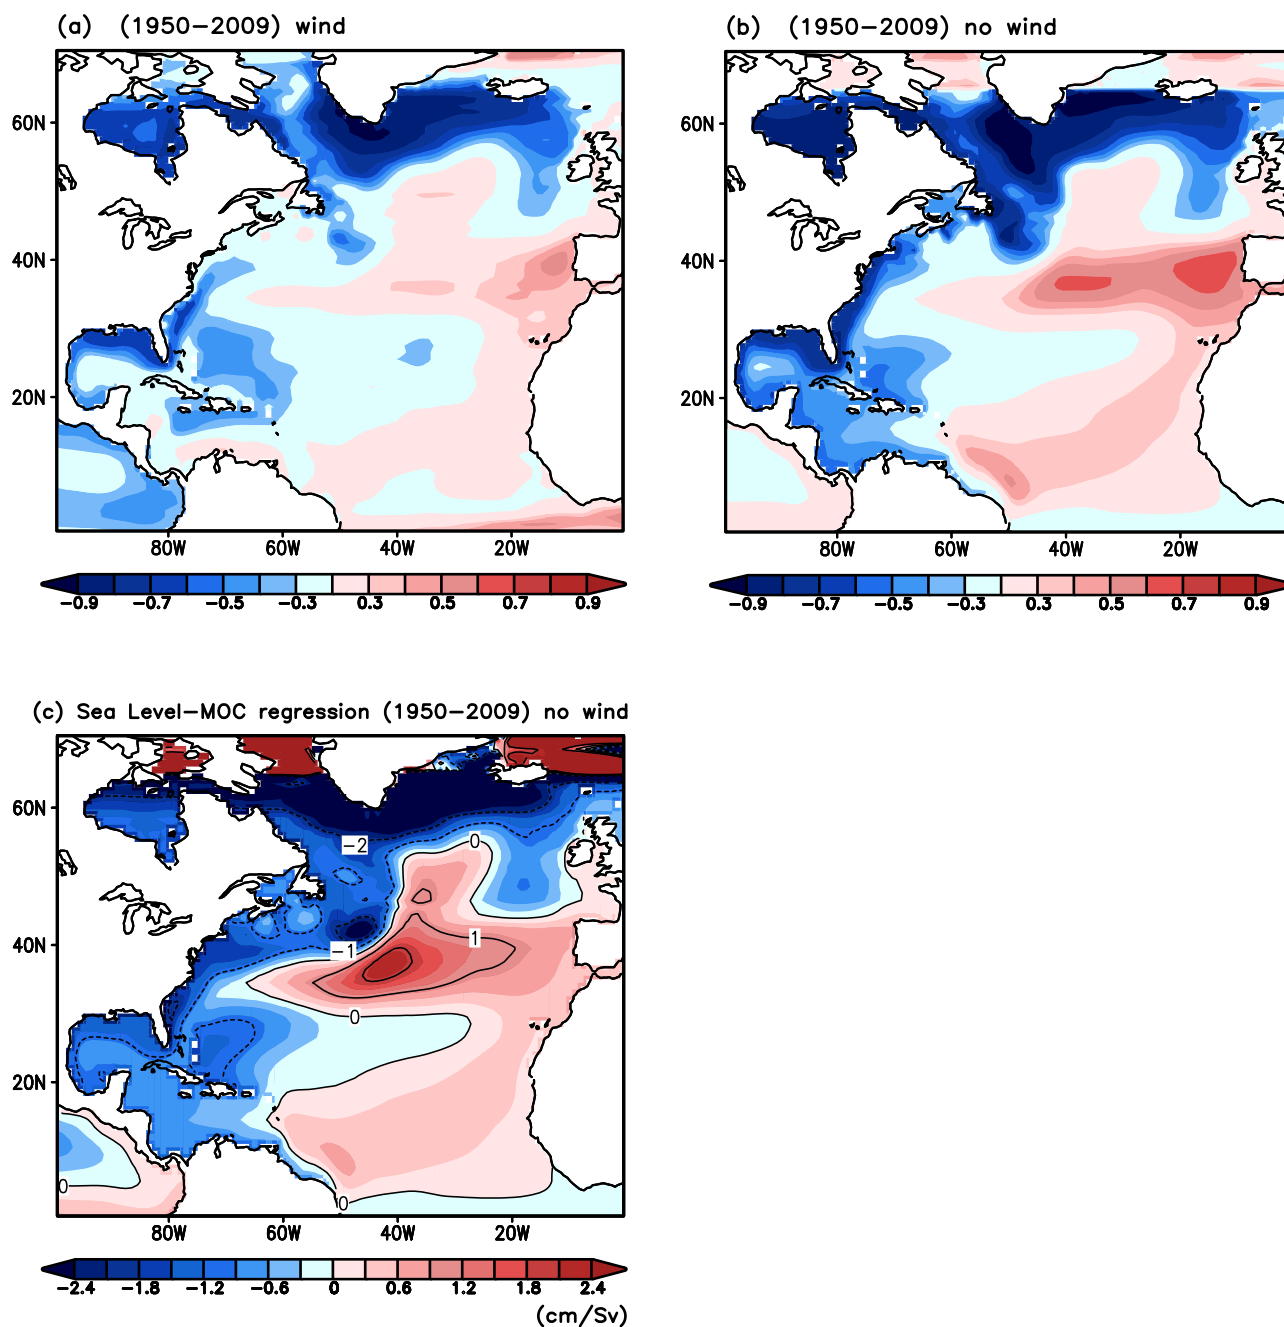 (a) (1950−2009) wind
60N
40N
20N
80W 60W 40W 20W
−0.9 −0.7 −0.5 −0.3 0.3 0.5 0.7 0.9
(b) (1950−2009) no wind
60N
40N
20N
80W 60W 40W 20W
−0.9 −0.7 −0.5 −0.3 0.3 0.5 0.7 0.9
(c) Sea Level−MOC regression (1950−2009) no wind
60N
40N
20N
−2
0
−1
1
0
0
0
80W 60W 40W 20W
−2.4 −1.8 −1.2 −0.6 0 0.6 1.2 1.8 2.4
(cm/Sv)